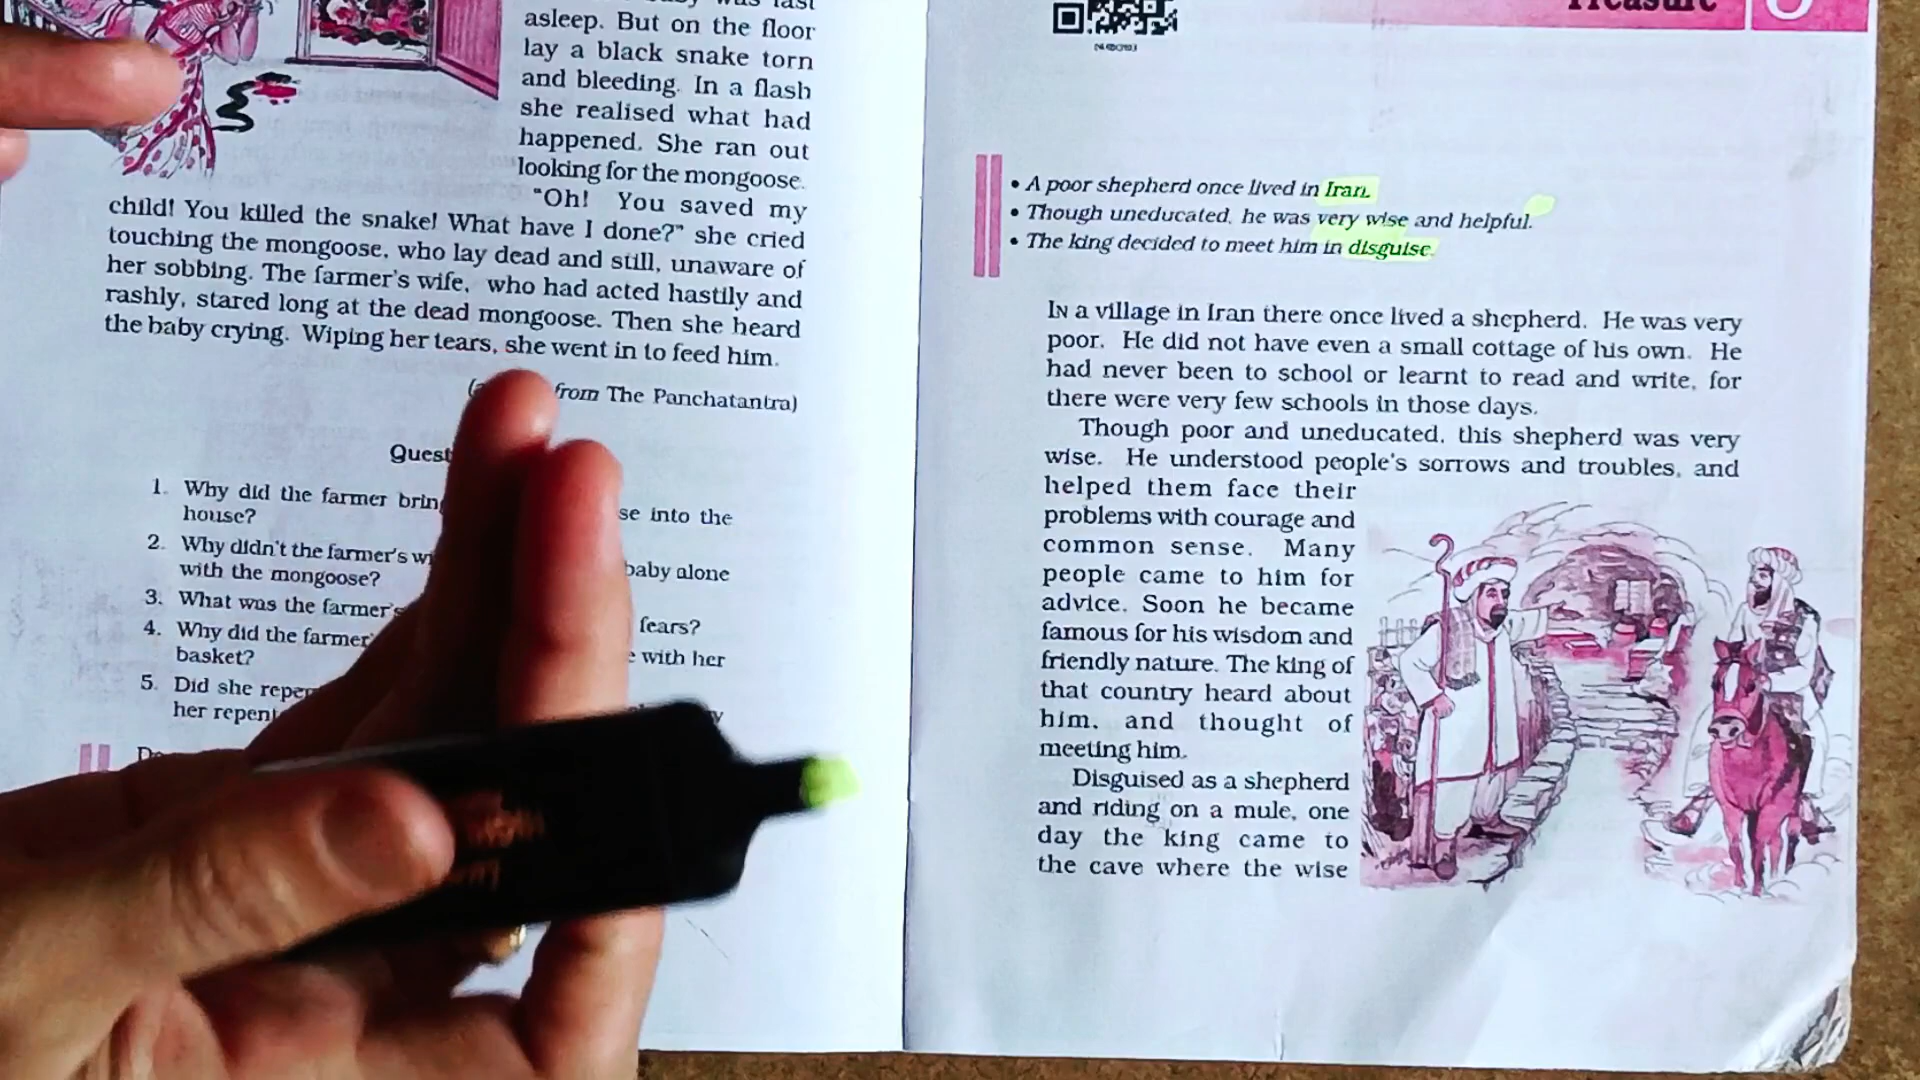 asleep. But on the floor
lay a black snake torn
and bleeding. In a flash
she realised what had
happened. She ran out
looking for the mongoose.
"Oh! You saved my
child! You killed the snake! What have I done?" she cried
touching the mongoose, who lay dead and still, unaware of
her sobbing. The farmer's wife, who had acted hastily and
rashly, stared long at the dead mongoose. Then she heard
the baby crying. Wiping her tears, she went in to feed him.
from The Panchatantra)
Quest
1. Why did the farmer bring
se into the
house?
2. Why didn't the farmer's wi
baby alone
with the mongoose?
3. What was the farmer's
fears?
4. Why did the farmer'
with her
basket?
5. Did she repe
her repent
Treasure
• A poor shepherd once lived in Iran.
• Though uneducated, he was very wise and helpful.
• The king decided to meet him in disguise.
IN a village in Iran there once lived a shepherd. He was very
poor. He did not have even a small cottage of his own. He
had never been to school or learnt to read and write, for
there were very few schools in those days.
Though poor and uneducated, this shepherd was very
wise. He understood people's sorrows and troubles, and
helped them face their
problems with courage and
common sense. Many
people came to him for
advice. Soon he became
famous for his wisdom and
friendly nature. The king of
that country heard about
him, and thought of
meeting him.
Disguised as a shepherd
and riding on a mule, one
day the king came to
the cave where the wise